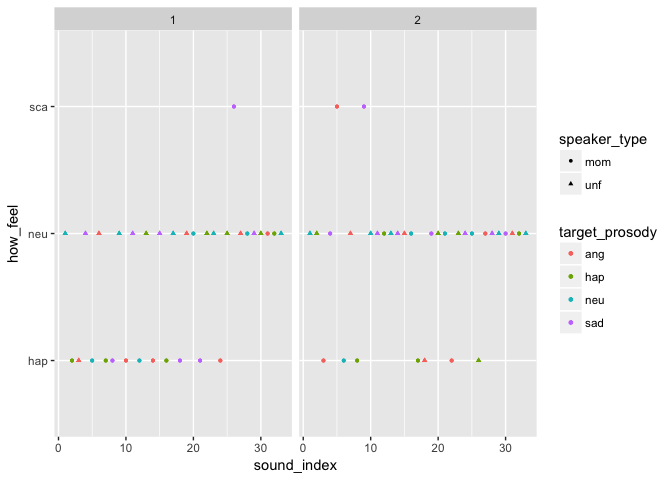 1 2
how_feel
sca
neu
hap
0 10 20 30 0 10 20 30
sound_index
speaker_type
mom
unf
target_prosody
ang
hap
neu
sad